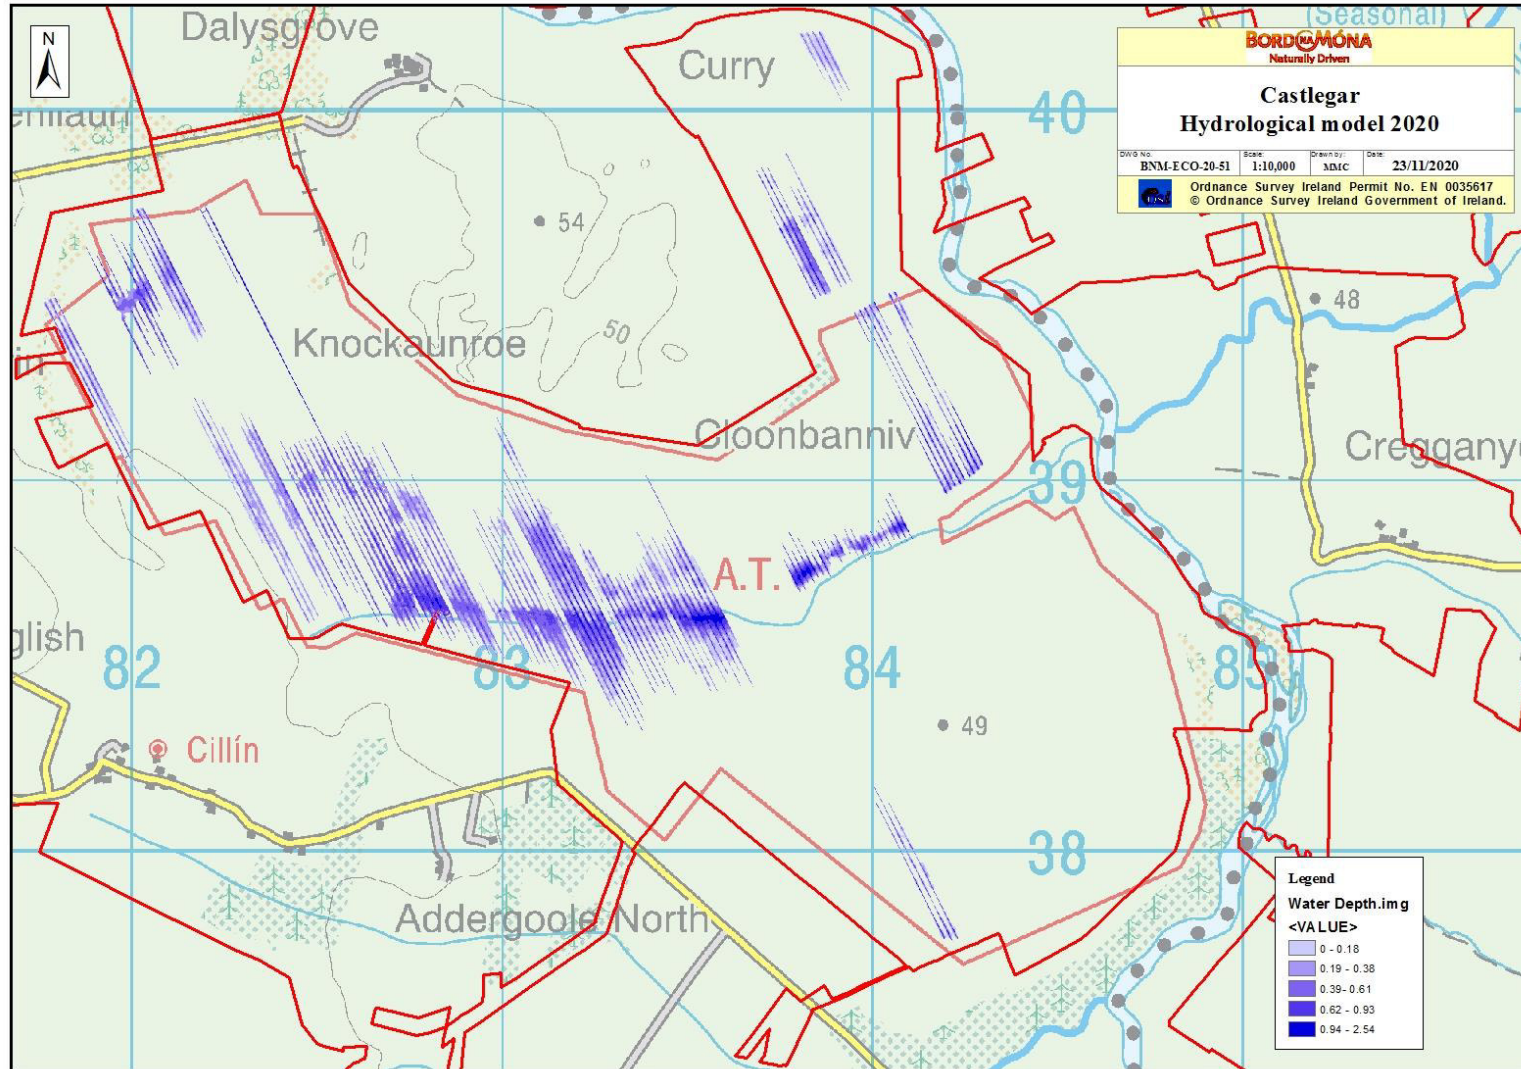 N
Dalysgrove
Curry
(Seasonal)
BORD NA MÓNA
Naturally Driven
Castlegar
Hydrological model 2020
DWG No.
BNM-ECO-20-51
Scale:
1:10,000
Drawn by:
MMC
Date:
23/11/2020
Ordnance Survey Ireland Permit No. EN 0035617
© Ordnance Survey Ireland Government of Ireland.
40
54
48
50
Knockaunroe
Cloonbanniv
Creggany
39
A.T.
glish
82
83
84
85
49
Cillín
38
Addergoole North
Legend
Water Depth.img
<VALUE>
0 - 0.18
0.19 - 0.38
0.39 - 0.61
0.62 - 0.93
0.94 - 2.54